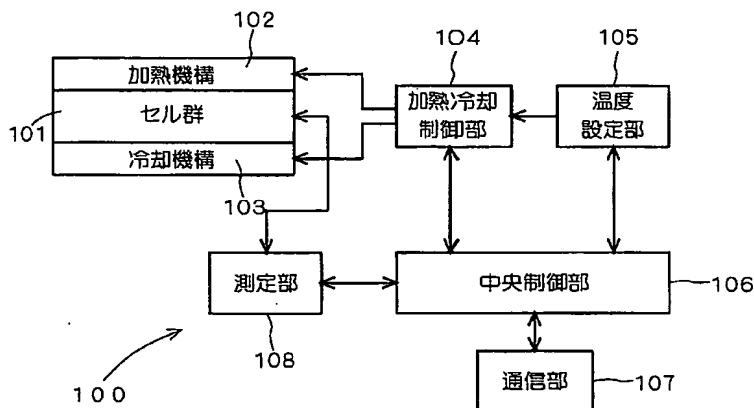 102
加熱機構
101
セル群
冷却機構
103
104
加熱冷却
制御部
105
温度
設定部
測定部
108
中央制御部
106
通信部
107
100